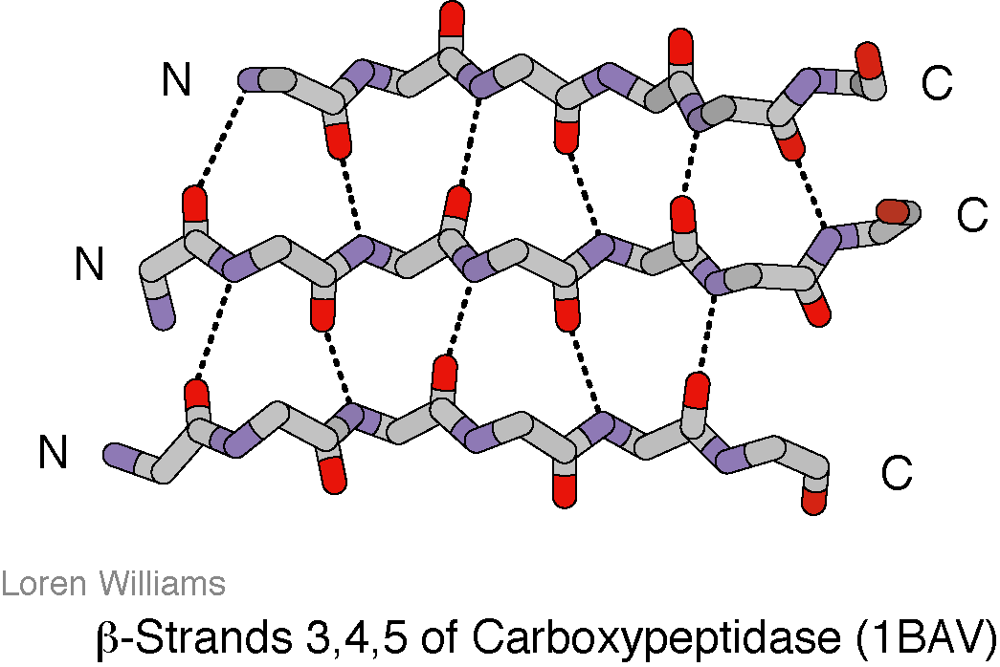 N C
N C
N C
Loren Williams
β-Strands 3,4,5 of Carboxypeptidase (1BAV)